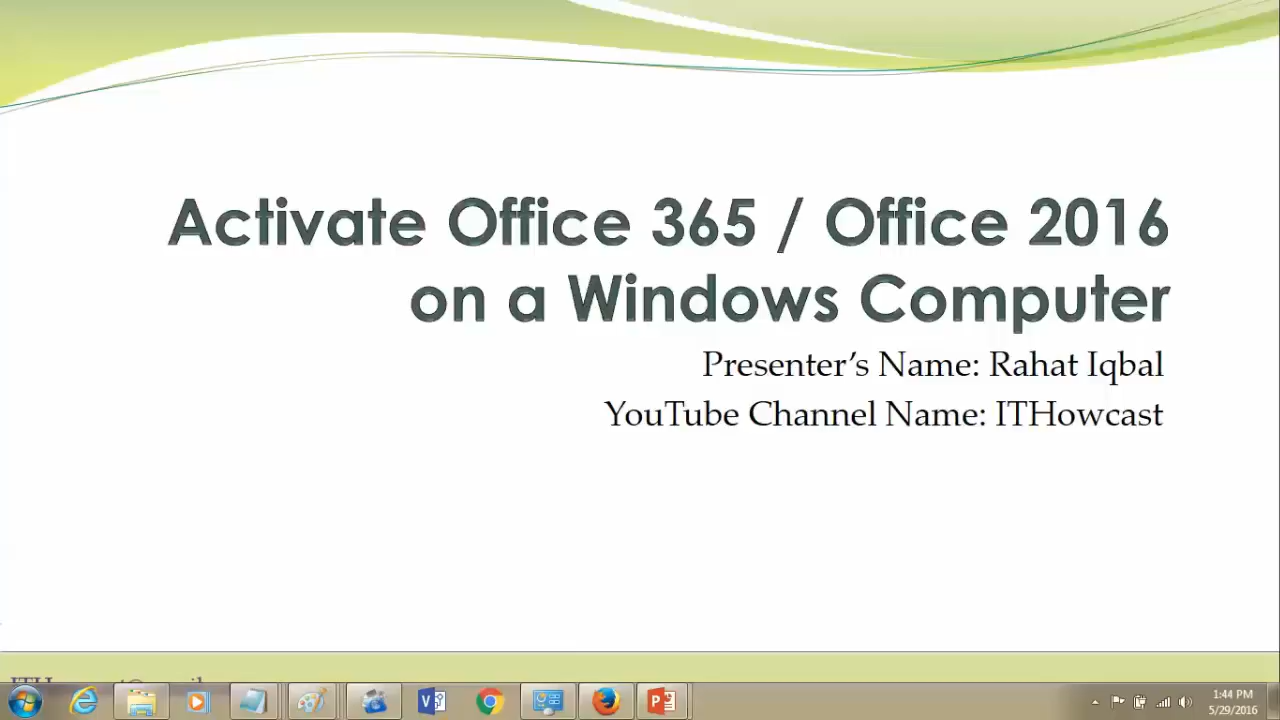 Activate Office 365 / Office 2016
on a Windows Computer
Presenter’s Name: Rahat Iqbal
YouTube Channel Name: ITHowcast
1:44 PM
5/29/2016